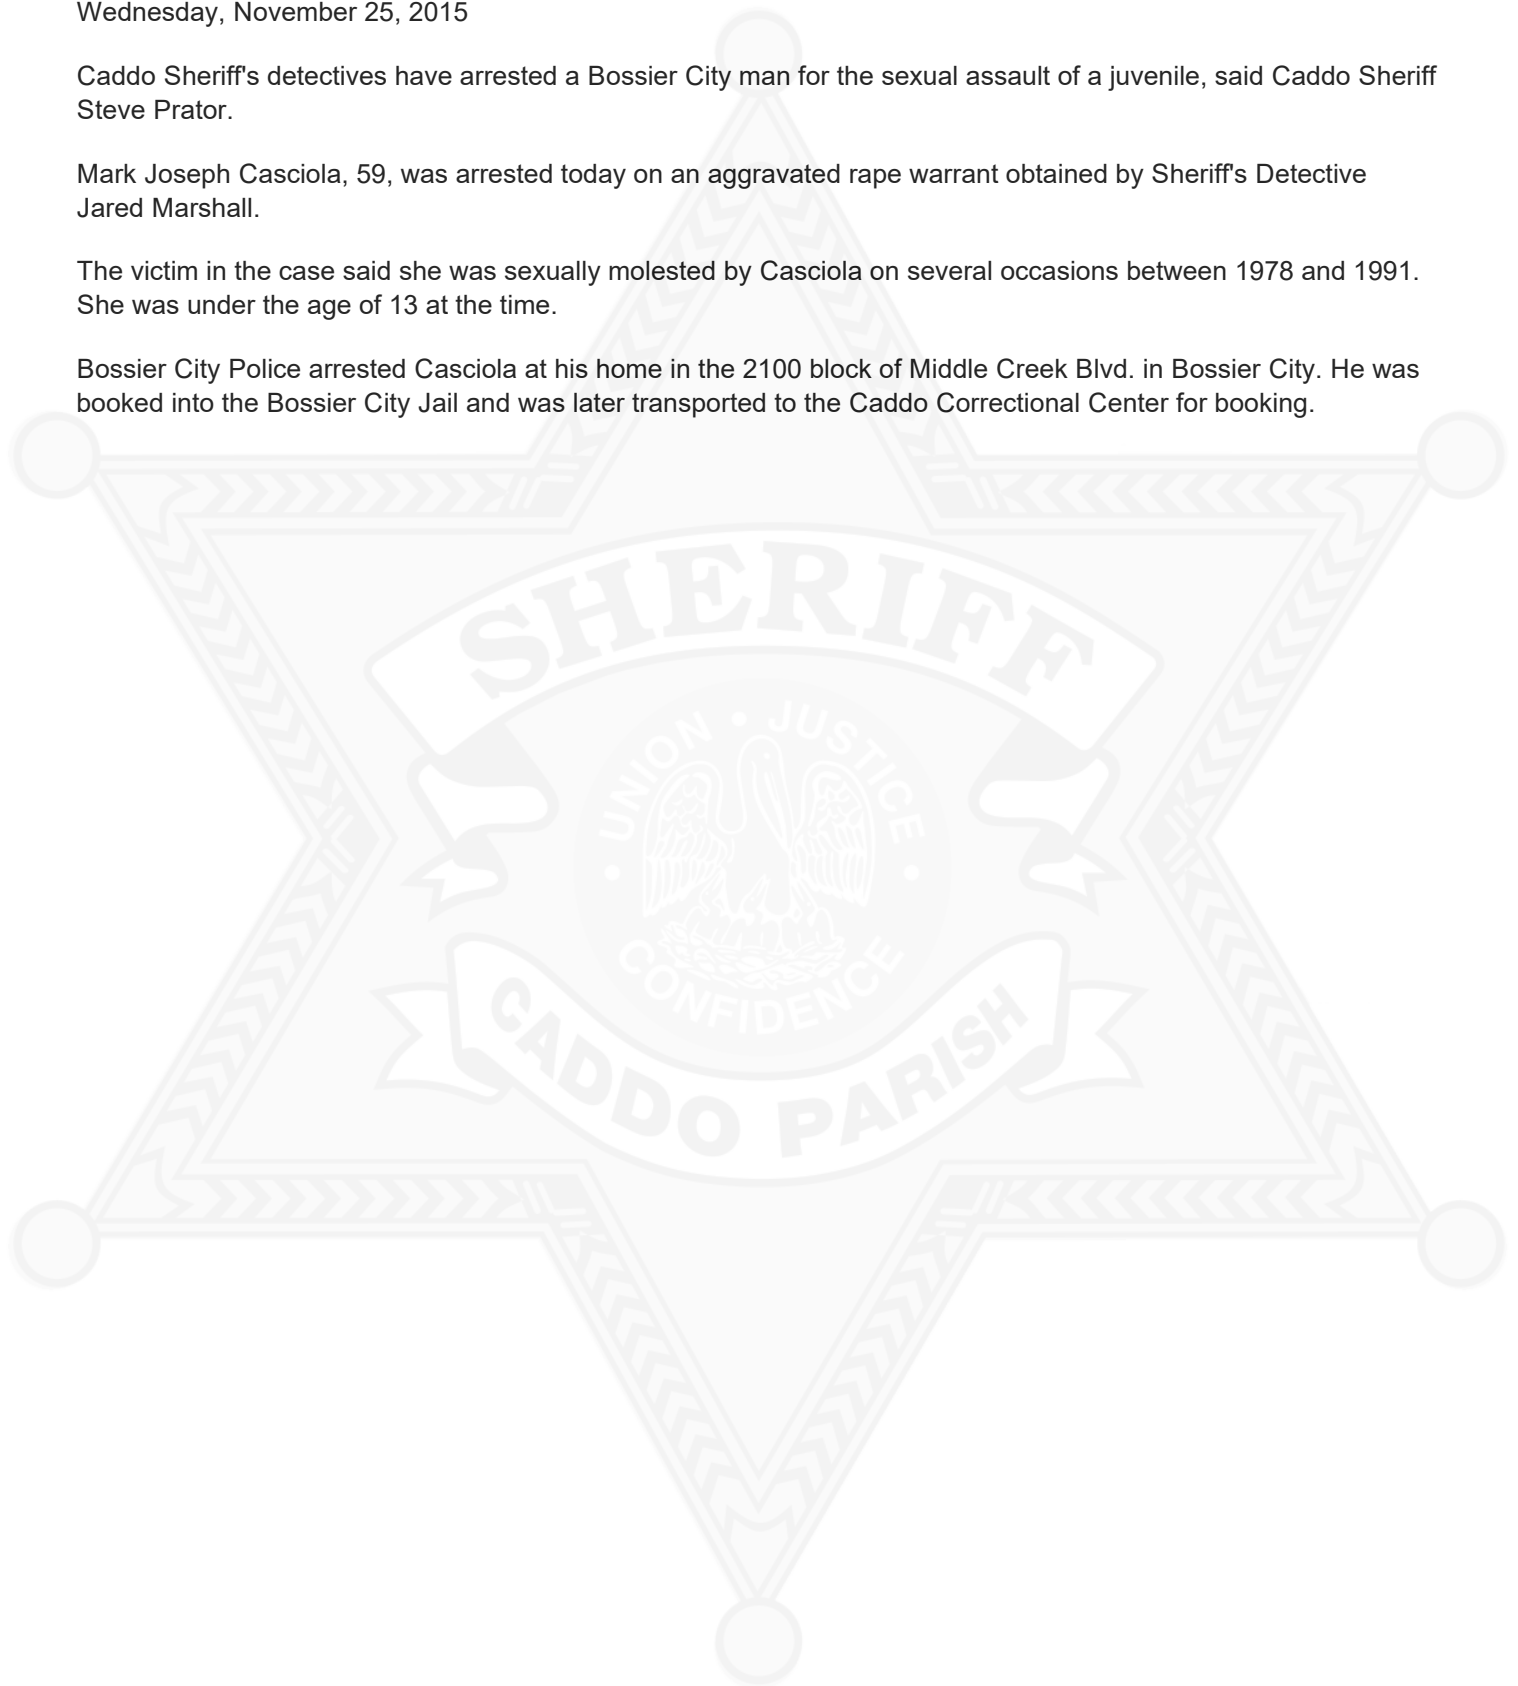 Wednesday, November 25, 2015
Caddo Sheriff's detectives have arrested a Bossier City man for the sexual assault of a juvenile, said Caddo Sheriff
Steve Prator.
Mark Joseph Casciola, 59, was arrested today on an aggravated rape warrant obtained by Sheriff's Detective
Jared Marshall.
The victim in the case said she was sexually molested by Casciola on several occasions between 1978 and 1991.
She was under the age of 13 at the time.
Bossier City Police arrested Casciola at his home in the 2100 block of Middle Creek Blvd. in Bossier City. He was
booked into the Bossier City Jail and was later transported to the Caddo Correctional Center for booking.
SHERIFF
UNION • JUSTICE
• CONFIDENCE •
CADDO PARISH